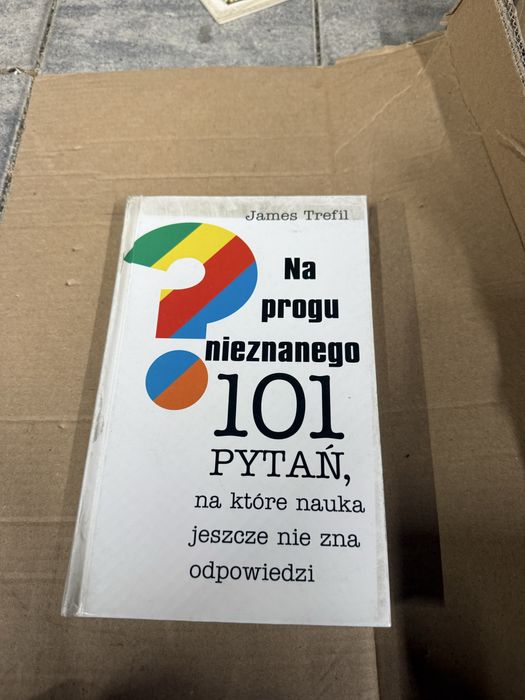 James Trefil
?
Na
progu
nieznanego
101
PYTAŃ,
na które nauka
jeszcze nie zna
odpowiedzi